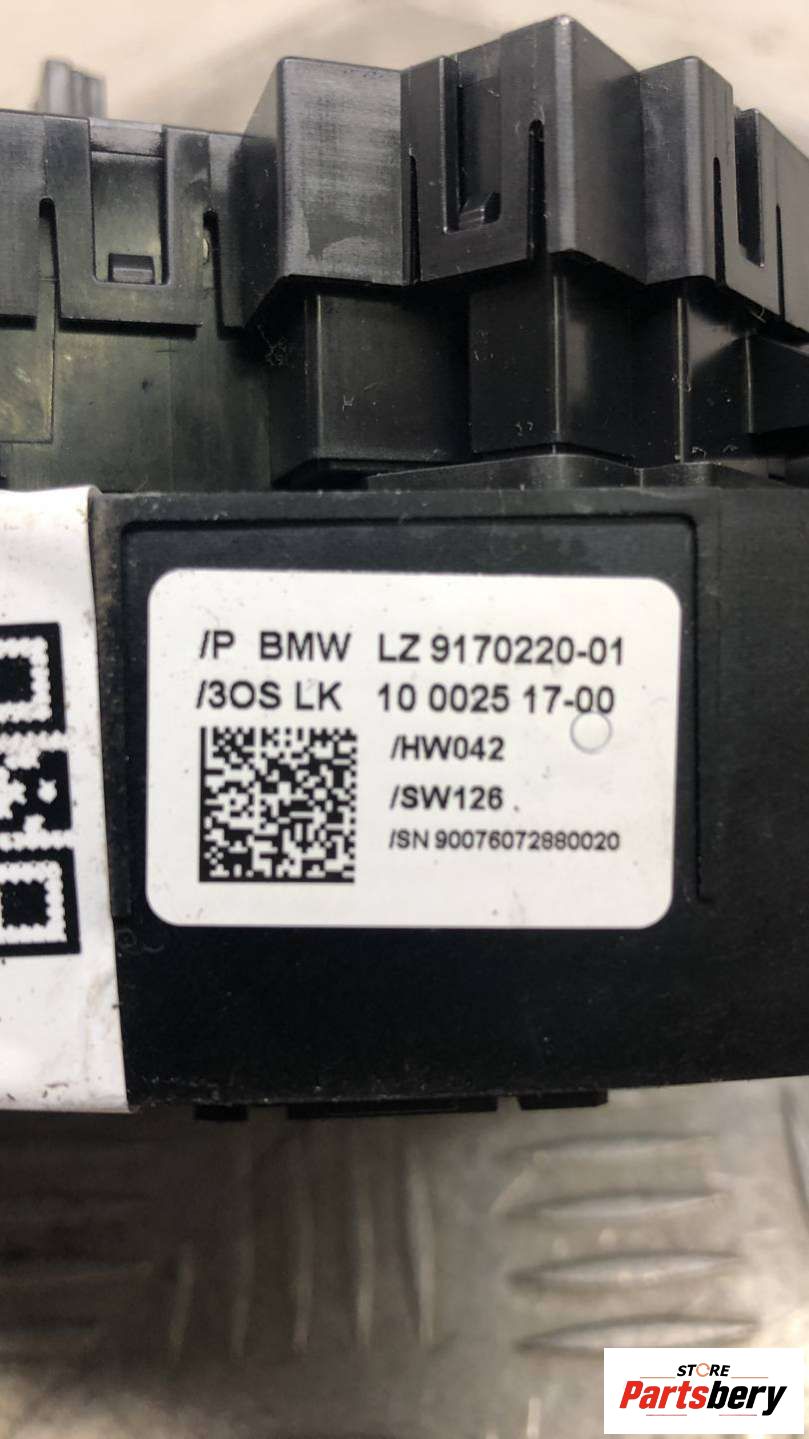 /P BMW LZ 9170220-01
/3OS LK 10 0025 17-00
/HW042
/SW126
/SN 90076072880020
STORE
Partsbery